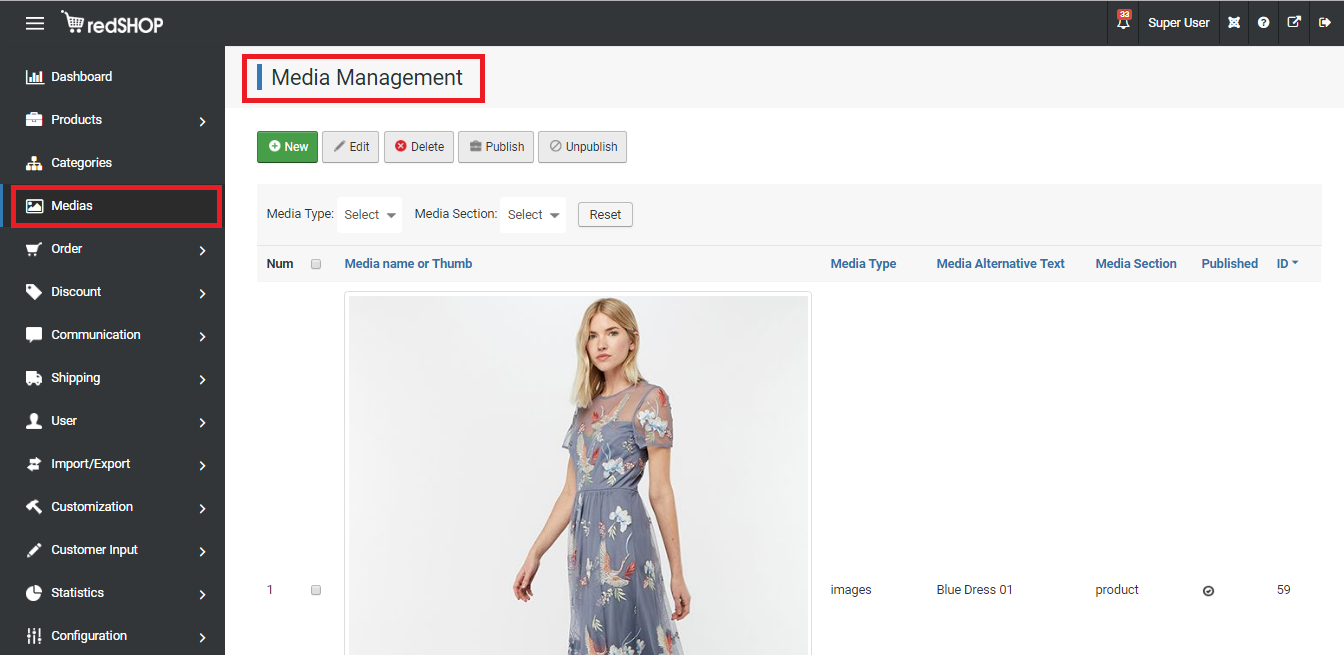 redSHOP
33
Super User
Dashboard
Products
Categories
Medias
Order
Discount
Communication
Shipping
User
Import/Export
Customization
Customer Input
Statistics
Configuration
Media Management
New Edit Delete Publish Unpublish
Media Type: Select Media Section: Select Reset
Num Media name or Thumb Media Type Media Alternative Text Media Section Published ID
1 images Blue Dress 01 product 59